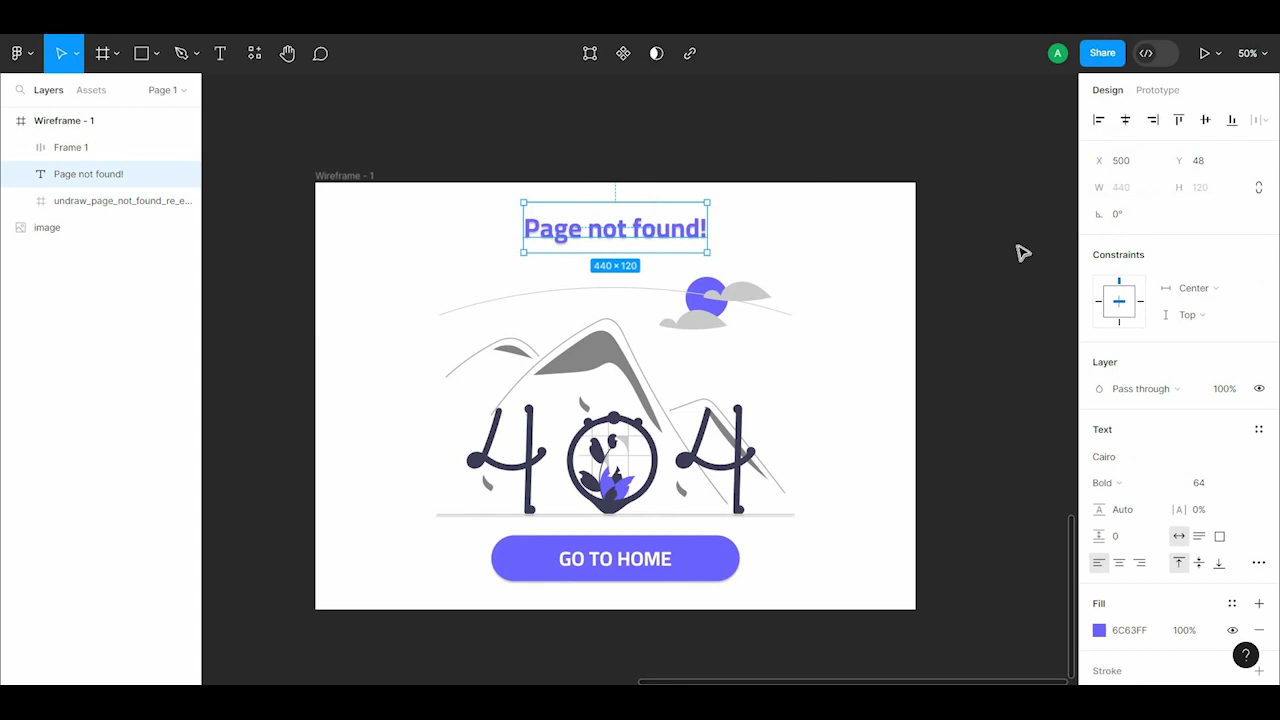 A
Share
50%
Layers
Assets
Page 1
Design
Prototype
Wireframe - 1
Frame 1
Page not found!
undraw_page_not_found_re_e...
image
Wireframe - 1
Page not found!
440 × 120
404
GO TO HOME
X 500
Y 48
W 440
H 120
0°
Constraints
Center
Top
Layer
Pass through
100%
Text
Cairo
Bold
64
A Auto
|A| 0%
0
Fill
6C63FF
100%
?
Stroke